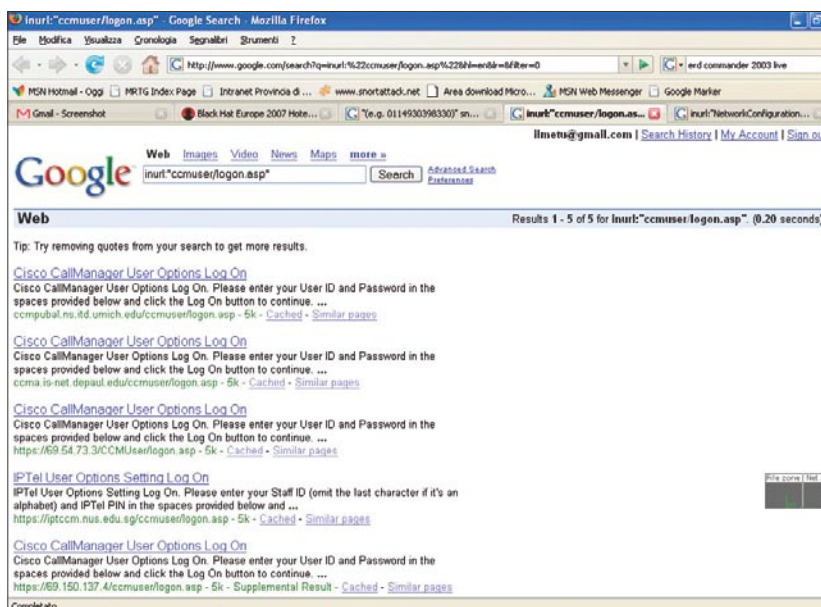 inurl:"ccmuser/logon.asp" - Google Search - Mozilla Firefox
File Modifica Visualizza Cronologia Segnalibri Strumenti ?
http://www.google.com/search?q=inurl:%22ccmuser/logon.asp%22&hl=en&lr=&filter=0 erd commander 2003 live
MSN Hotmail - Oggi MRTG Index Page Intranet Provincia di ... www.snortattack.net Area download Micro... MSN Web Messenger Google Marker
Gmail - Screenshot Black Hat Europe 2007 Hote... "(e.g. 0114930398330)" sn... inurl:"ccmuser/logon.as... inurl:"NetworkConfiguration...
llmetu@gmail.com | Search History | My Account | Sign ou
Google Web Images Video News Maps more »
inurl:"ccmuser/logon.asp" Search Advanced Search
Preferences
Web Results 1 - 5 of 5 for inurl:"ccmuser/logon.asp". (0.20 seconds)
Tip: Try removing quotes from your search to get more results.
Cisco CallManager User Options Log On
Cisco CallManager User Options Log On. Please enter your User ID and Password in the
spaces provided below and click the Log On button to continue. ...
ccmpubal.ns.itd.umich.edu/ccmuser/logon.asp - 5k - Cached - Similar pages
Cisco CallManager User Options Log On
Cisco CallManager User Options Log On. Please enter your User ID and Password in the
spaces provided below and click the Log On button to continue. ...
ccma.is-net.depaul.edu/ccmuser/logon.asp - 5k - Cached - Similar pages
Cisco CallManager User Options Log On
Cisco CallManager User Options Log On. Please enter your User ID and Password in the
spaces provided below and click the Log On button to continue. ...
https://69.54.73.3/CCMUser/logon.asp - 5k - Cached - Similar pages
IPTel User Options Setting Log On
IPTel User Options Setting Log On. Please enter your Staff ID (omit the last character if it's an
alphabet) and IPTel PIN in the spaces provided below and ...
https://iptccm.nus.edu.sg/ccmuser/logon.asp - 5k - Cached - Similar pages
Cisco CallManager User Options Log On
Cisco CallManager User Options Log On. Please enter your User ID and Password in the
spaces provided below and click the Log On button to continue. ...
https://69.150.137.4/ccmuser/logon.asp - 5k - Supplemental Result - Cached - Similar pages
Completato